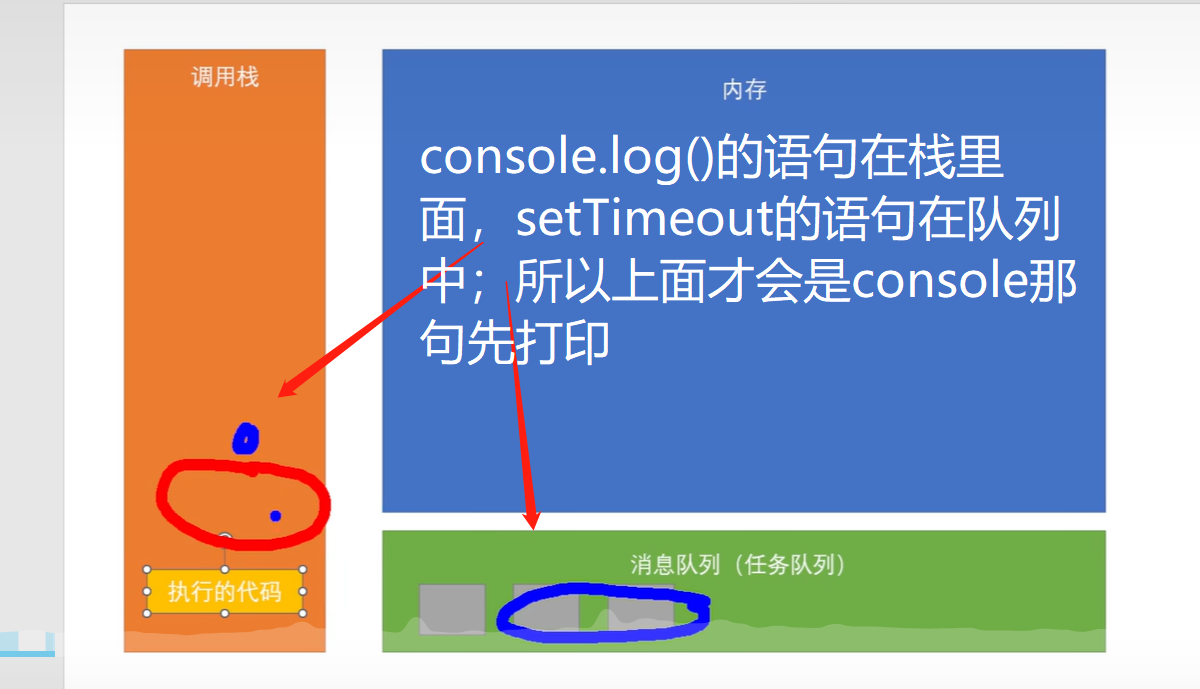 调用栈
内存
console.log()的语句在栈里
面，setTimeout的语句在队列
中；所以上面才会是console那
句先打印
消息队列（任务队列）
执行的代码